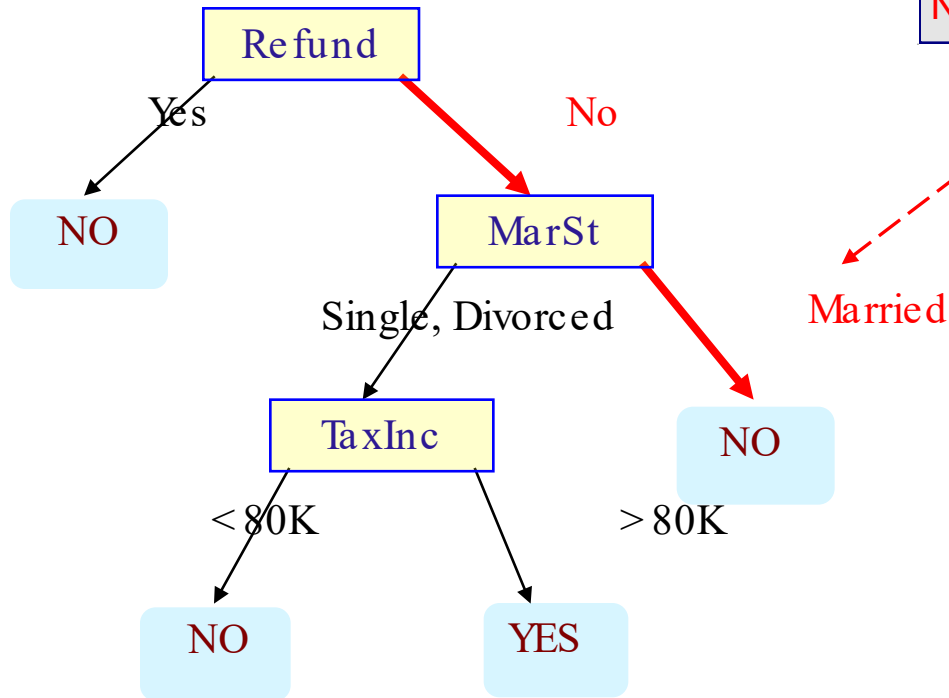 Refund
Yes
No
NO
MarSt
Single, Divorced
Married
TaxInc
NO
< 80K
> 80K
NO
YES